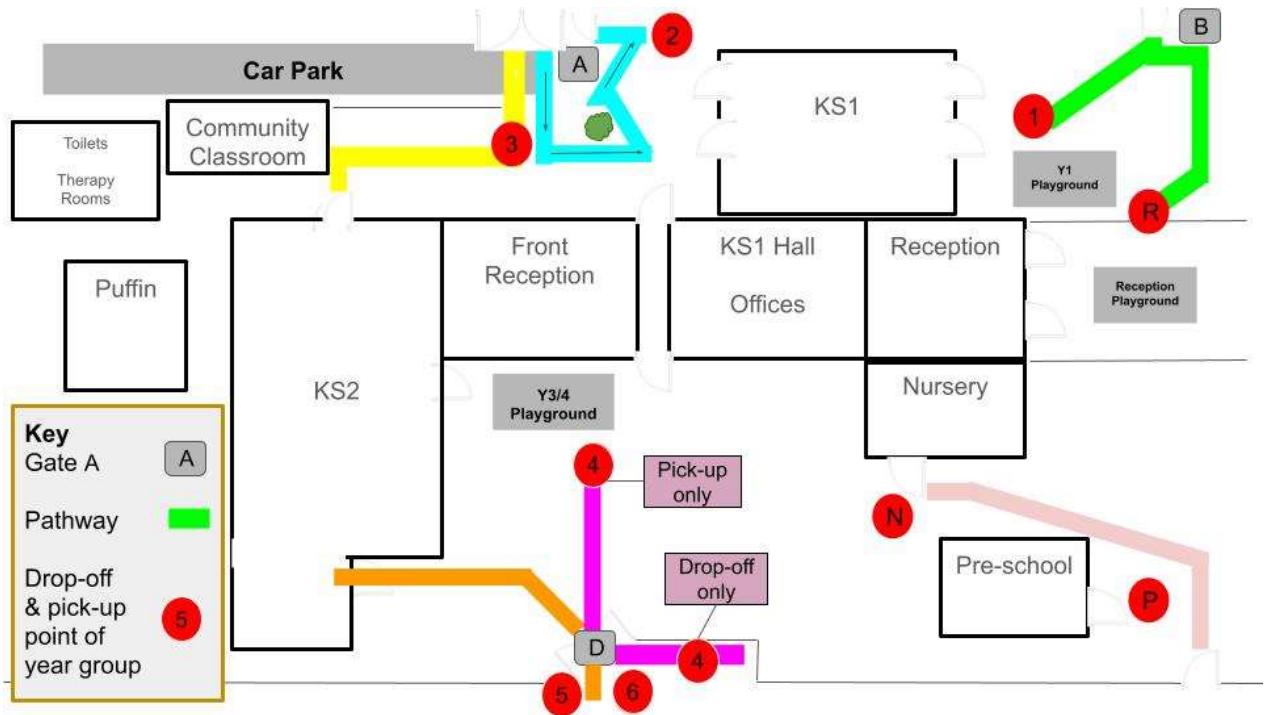 2
B
A
Car Park
KS1
1
Community
Classroom
3
Toilets
Therapy
Rooms
Y1
Playground
R
Front
Reception
KS1 Hall
Offices
Reception
Puffin
Reception
Playground
KS2
Y3/4
Playground
Nursery
Key
Gate A
A
Pathway
Drop-off
& pick-up
point of
year group
5
4
Pick-up
only
N
Drop-off
only
Pre-school
P
D
4
5
6